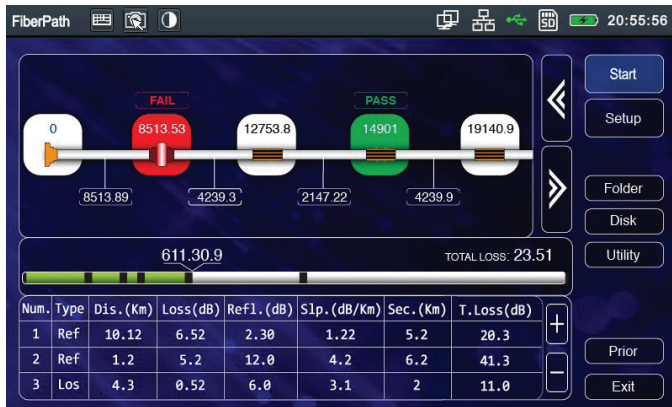 FiberPath
SD
20:55:56
FAIL
PASS
0
8513.53
12753.8
14901
19140.9
8513.89
4239.3
2147.22
4239.9
611.30.9
TOTAL LOSS: 23.51
Num. Type Dis.(Km) Loss(dB) Refl.(dB) Slp.(dB/Km) Sec.(Km) T.Loss(dB)
1 Ref 10.12 6.52 2.30 1.22 5.2 20.3
2 Ref 1.2 5.2 12.0 4.2 6.2 41.3
3 Los 4.3 0.52 6.0 3.1 2 11.0
+
−
Start
Setup
Folder
Disk
Utility
Prior
Exit